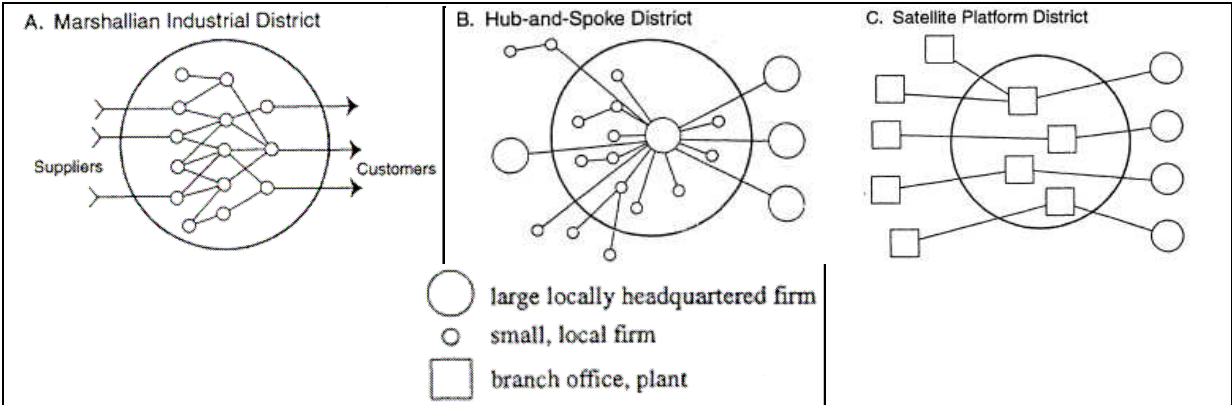 A. Marshallian Industrial District
B. Hub-and-Spoke District
C. Satellite Platform District
Suppliers
Customers
large locally headquartered firm
small, local firm
branch office, plant